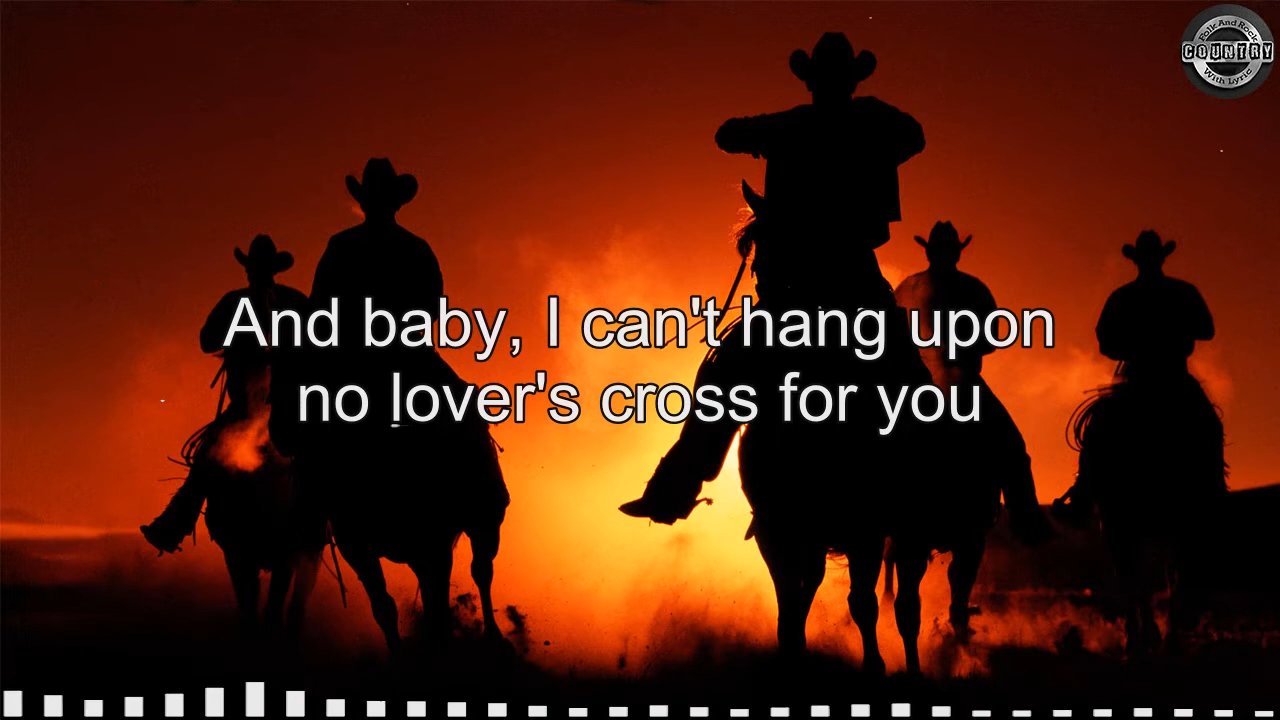 Folk And Rock
COUNTRY
With Lyric
And baby, I can't hang upon
no lover's cross for you